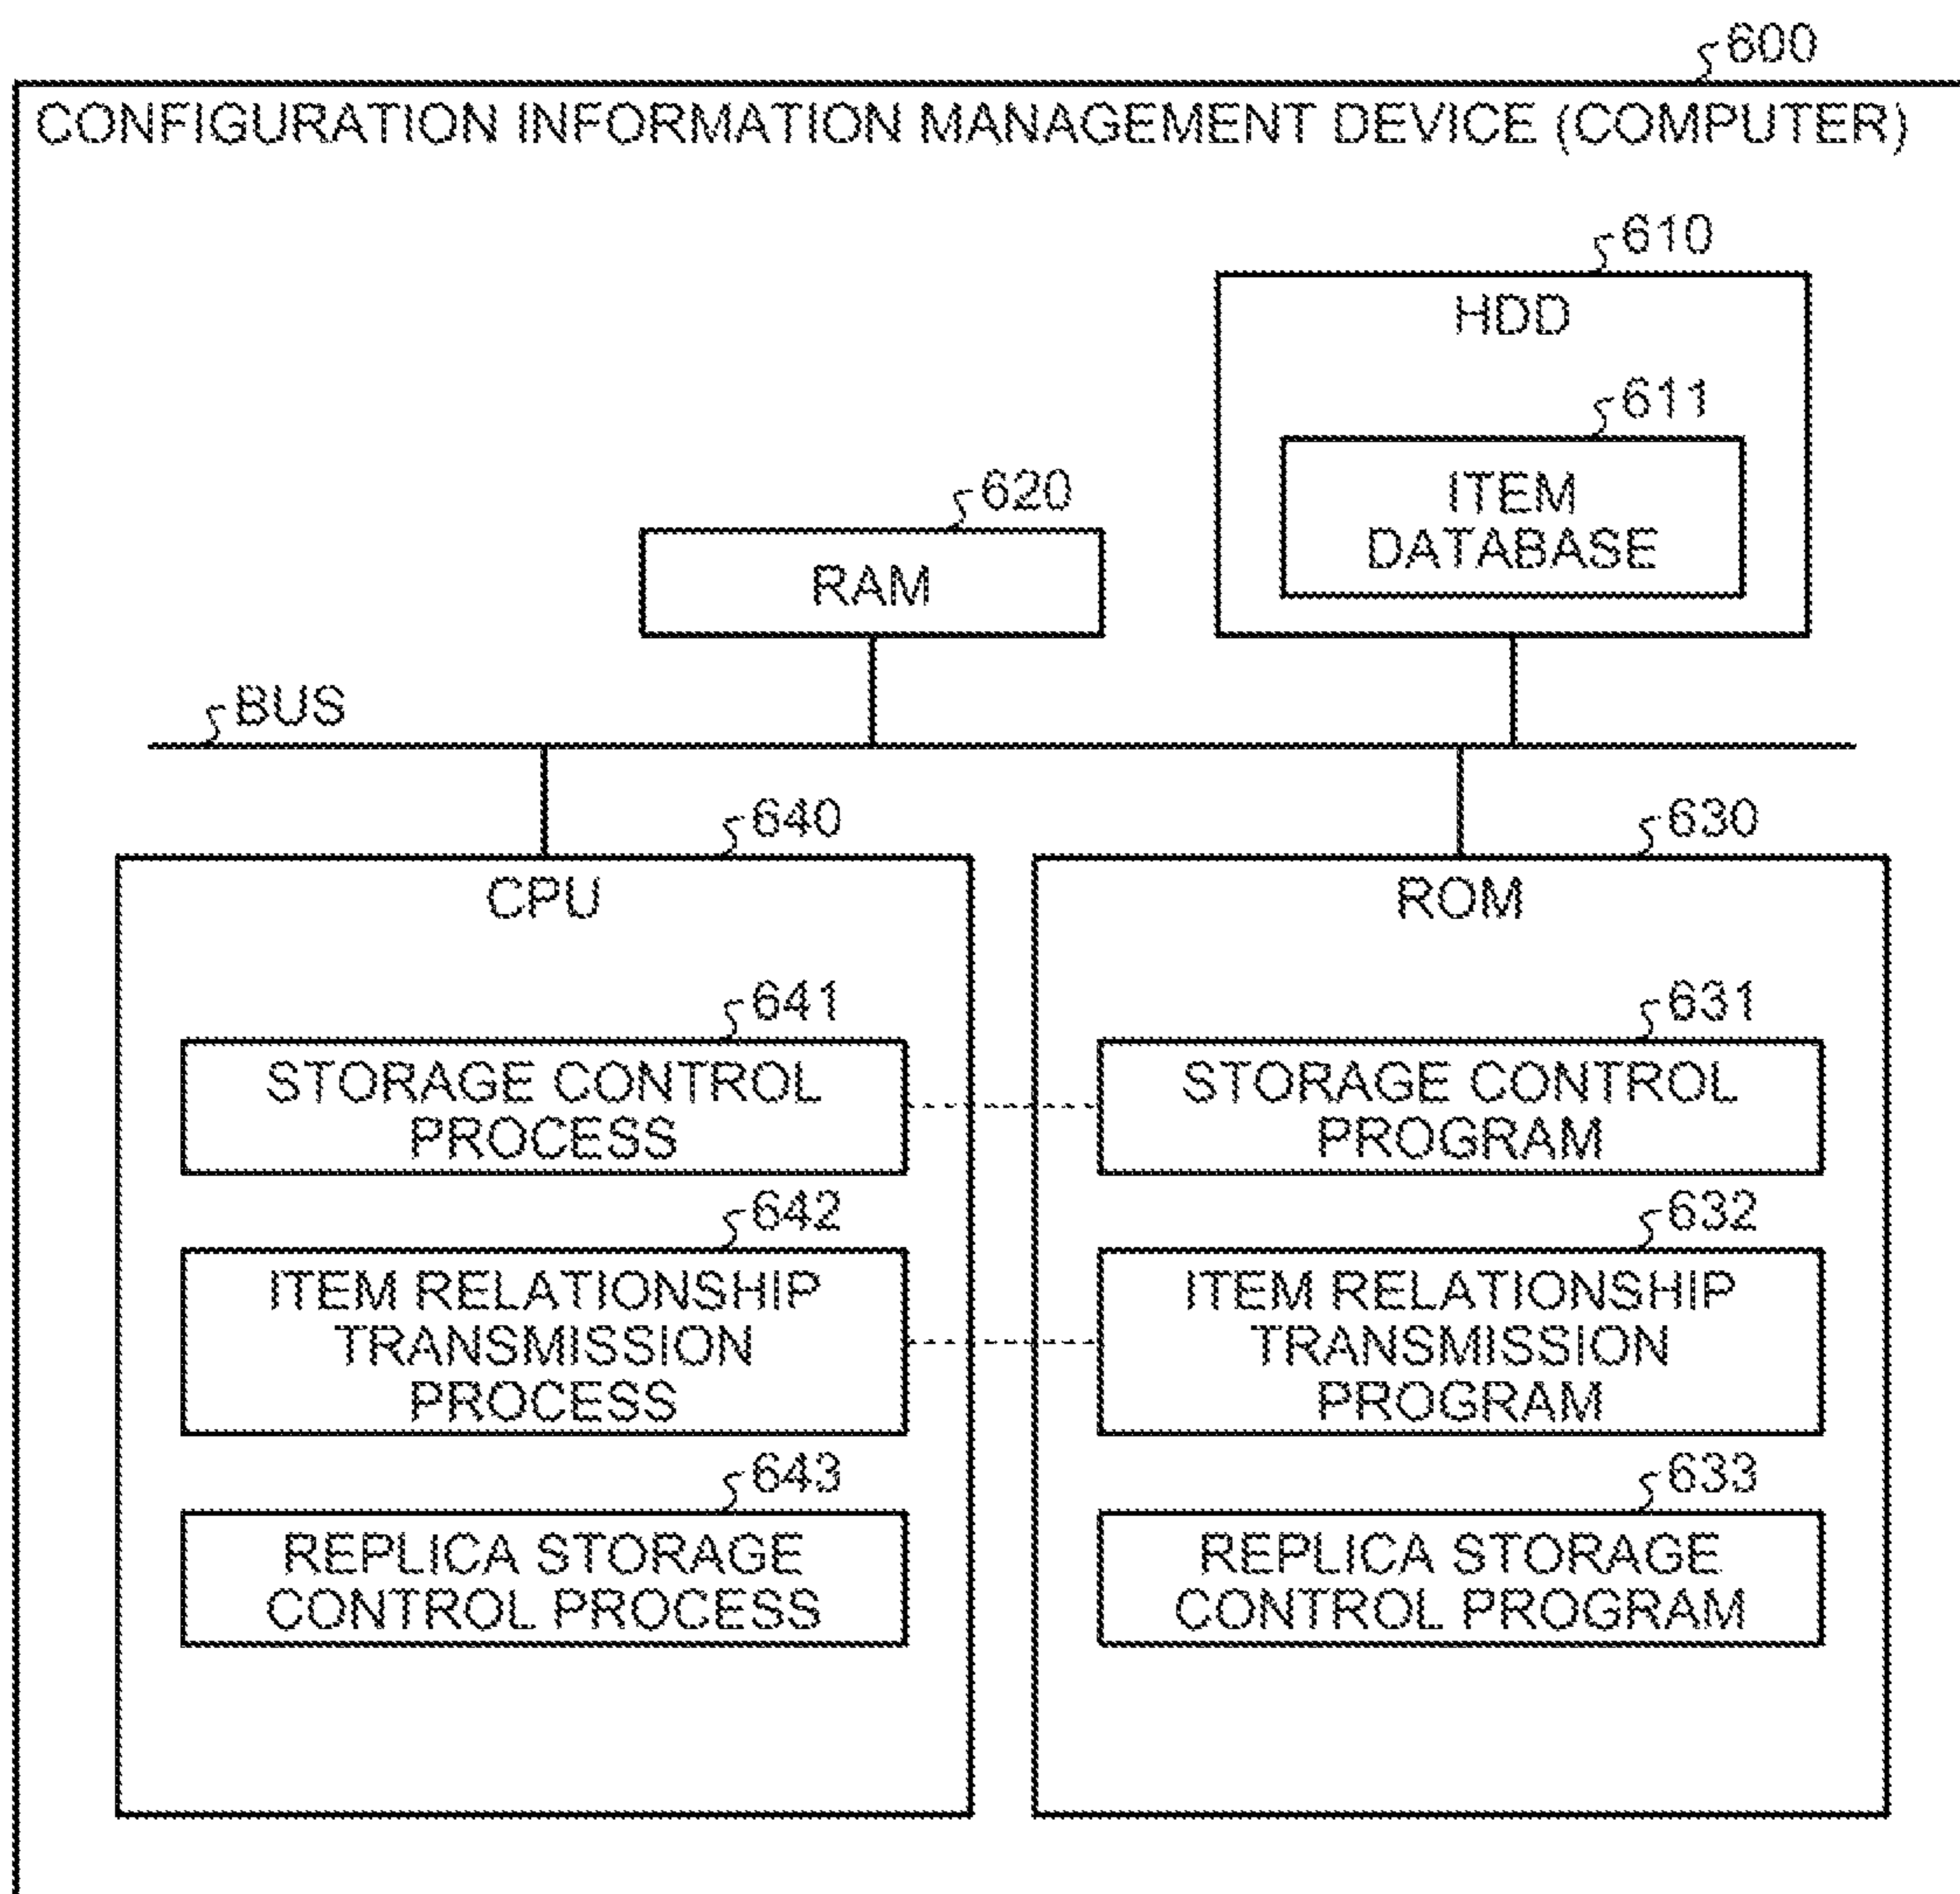 600
CONFIGURATION INFORMATION MANAGEMENT DEVICE (COMPUTER)
610
HDD
611
ITEM
DATABASE
620
RAM
BUS
640
CPU
641
STORAGE CONTROL
PROCESS
642
ITEM RELATIONSHIP
TRANSMISSION
PROCESS
643
REPLICA STORAGE
CONTROL PROCESS
630
ROM
631
STORAGE CONTROL
PROGRAM
632
ITEM RELATIONSHIP
TRANSMISSION
PROGRAM
633
REPLICA STORAGE
CONTROL PROGRAM